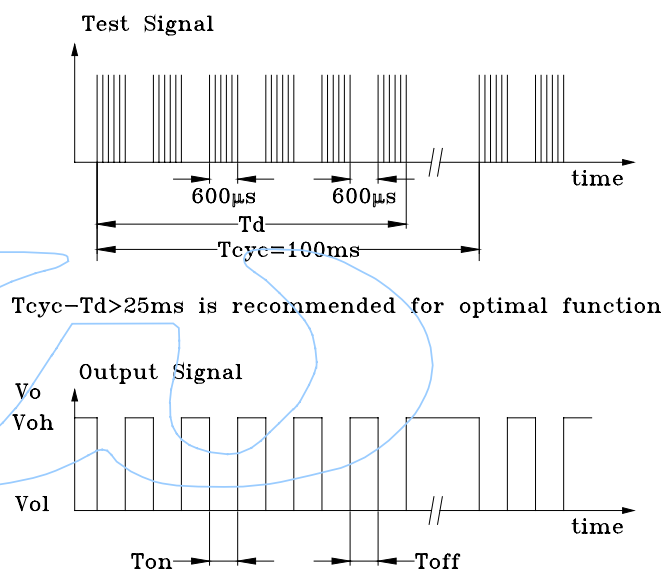 Test Signal
time
600µs 600µs
Td
Tcyc=100ms
Tcyc-Td>25ms is recommended for optimal function
Output Signal
Vo
Voh
Vol
time
Ton Toff